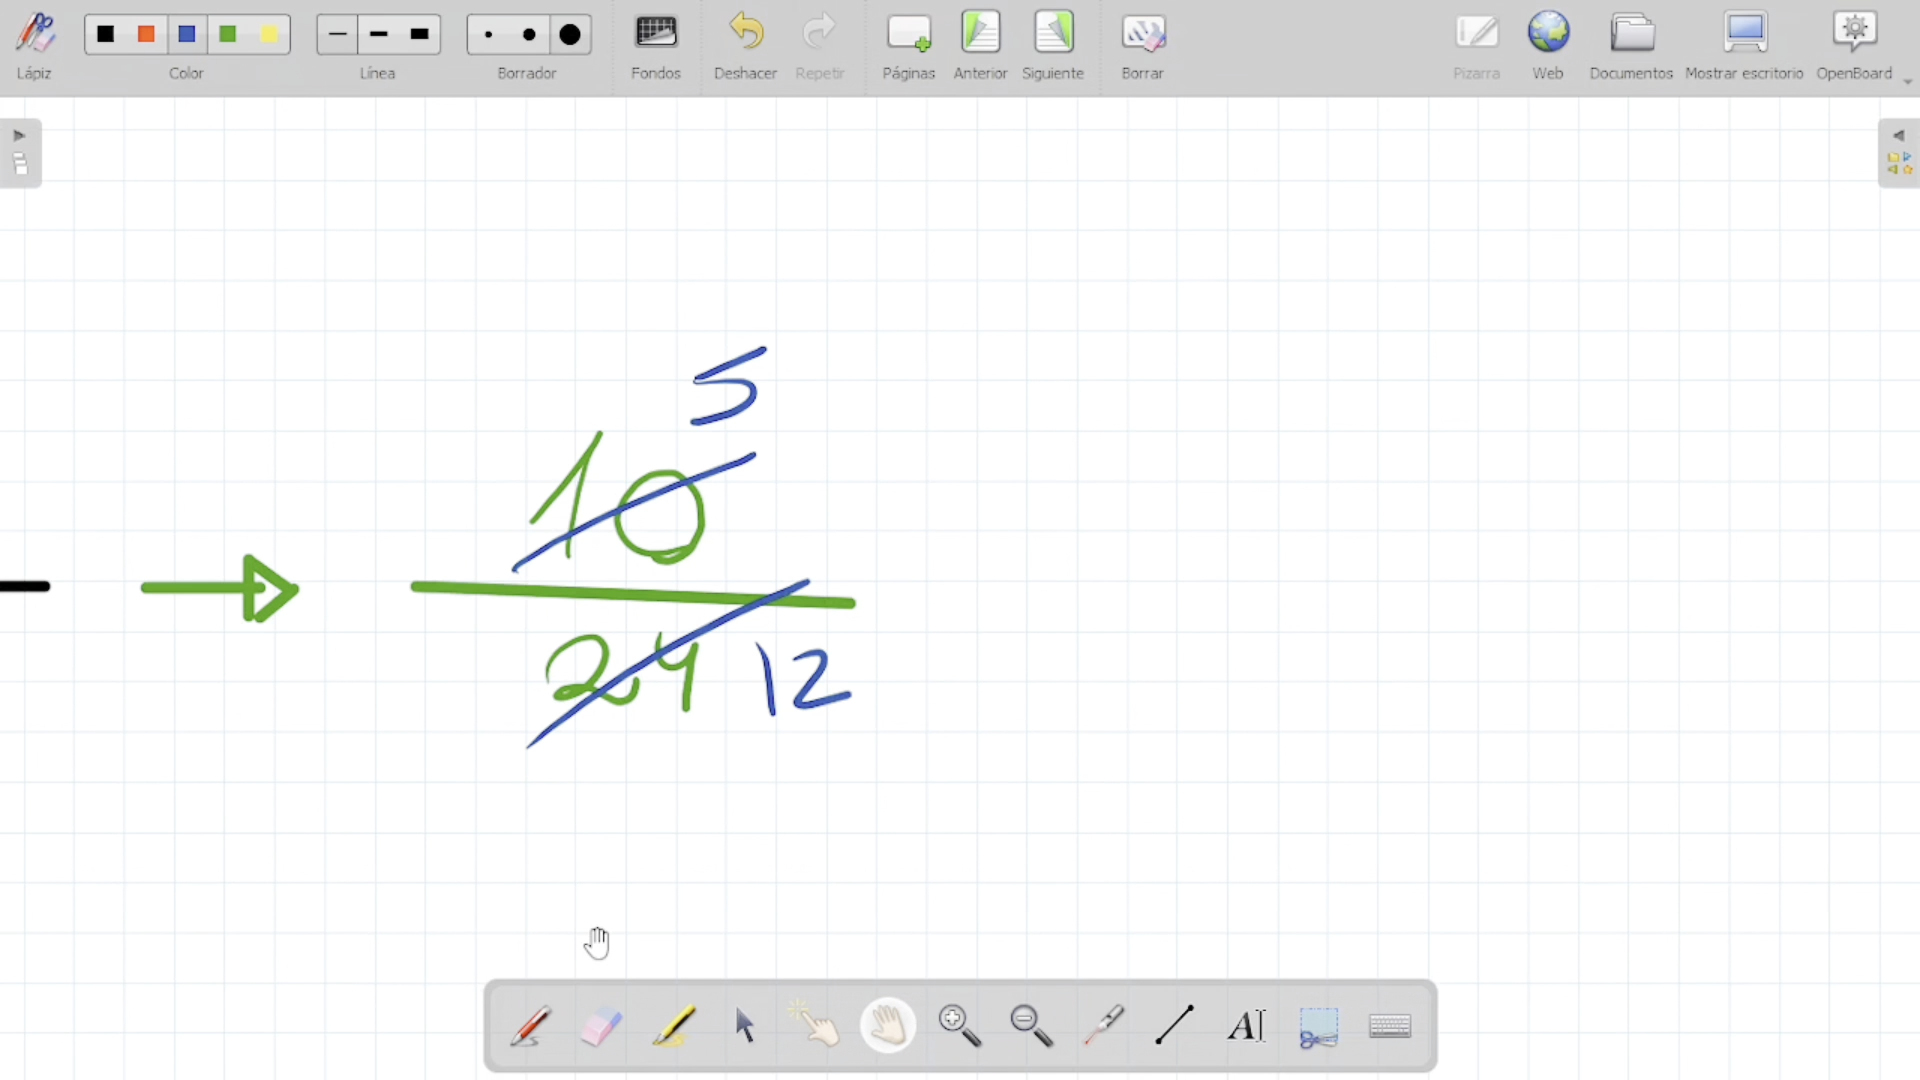 Lápiz Color Línea Borrador Fondos Deshacer Repetir Páginas Anterior Siguiente Borrar Pizarra Web Documentos Mostrar escritorio OpenBoard
5
10
24 12
AI